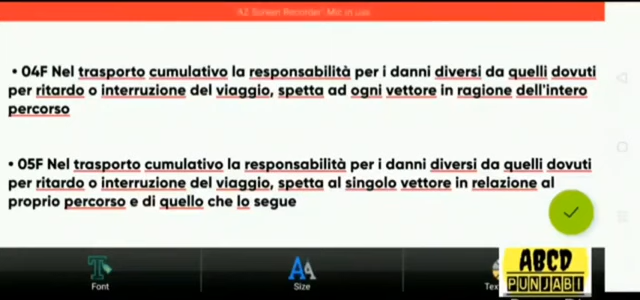 'AZ Screen Recorder' Mic in use
• 04F Nel trasporto cumulativo la responsabilità per i danni diversi da quelli dovuti
per ritardo o interruzione del viaggio, spetta ad ogni vettore in ragione dell'intero
percorso
• 05F Nel trasporto cumulativo la responsabilità per i danni diversi da quelli dovuti
per ritardo o interruzione del viaggio, spetta al singolo vettore in relazione al
proprio percorso e di quello che lo segue
Font
Size
ABCD
PUNJABI